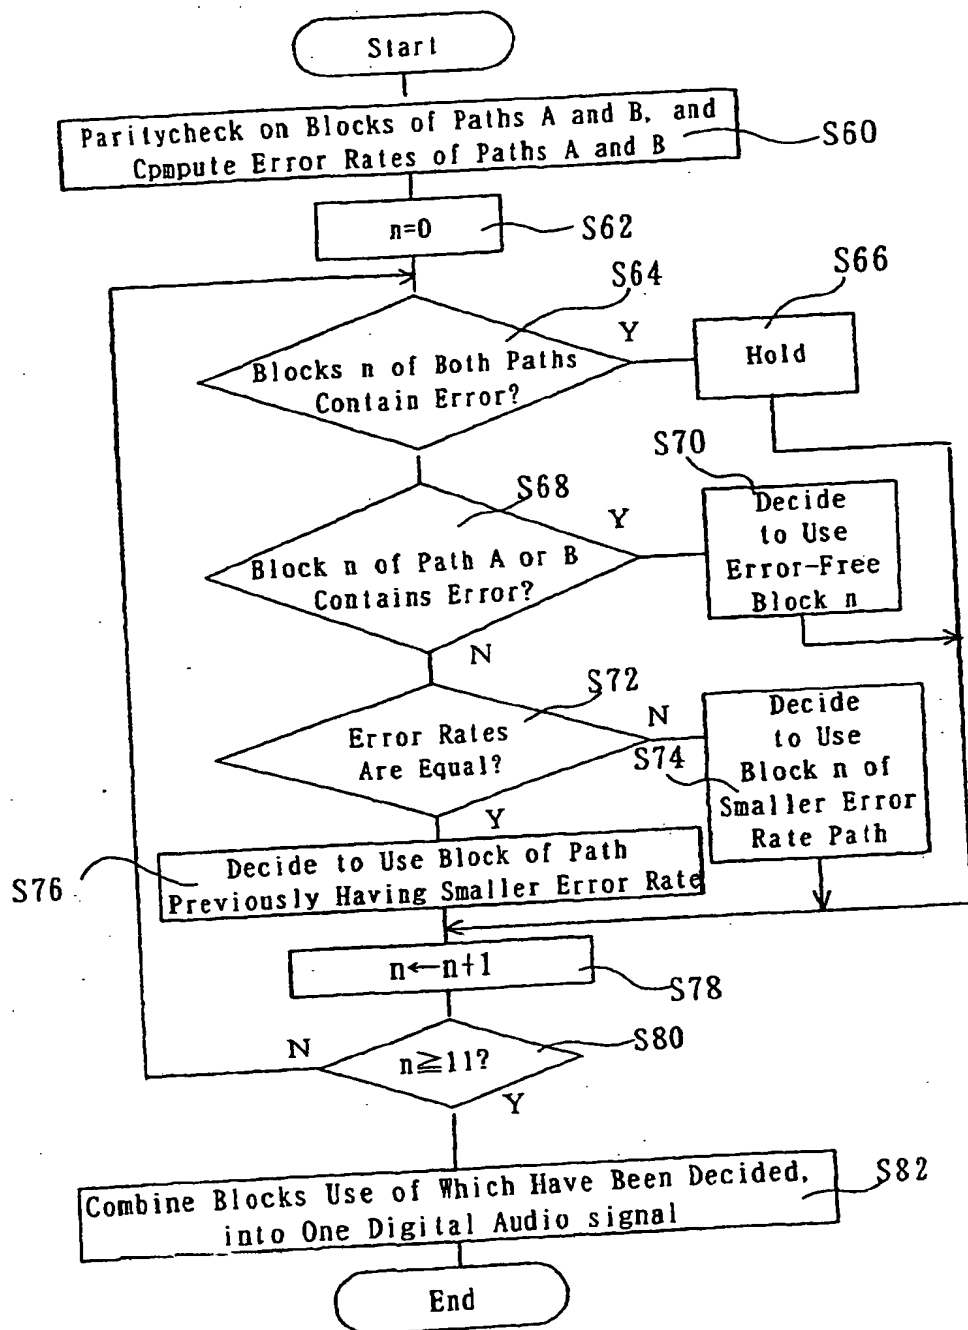 Start
Paritycheck on Blocks of Paths A and B, and
Cpmpute Error Rates of Paths A and B
S60
n=0
S62
S64
S66
Blocks n of Both Paths
Contain Error?
Y
Hold
S68
S70
Block n of Path A or B
Contains Error?
Y
Decide
to Use
Error-Free
Block n
N
S72
Error Rates
Are Equal?
N
S74
Decide
to Use
Block n of
Smaller Error
Rate Path
Y
S76
Decide to Use Block of Path
Previously Having Smaller Error Rate
n←n+1
S78
N
n≧11?
S80
Y
Combine Blocks Use of Which Have Been Decided,
into One Digital Audio signal
S82
End